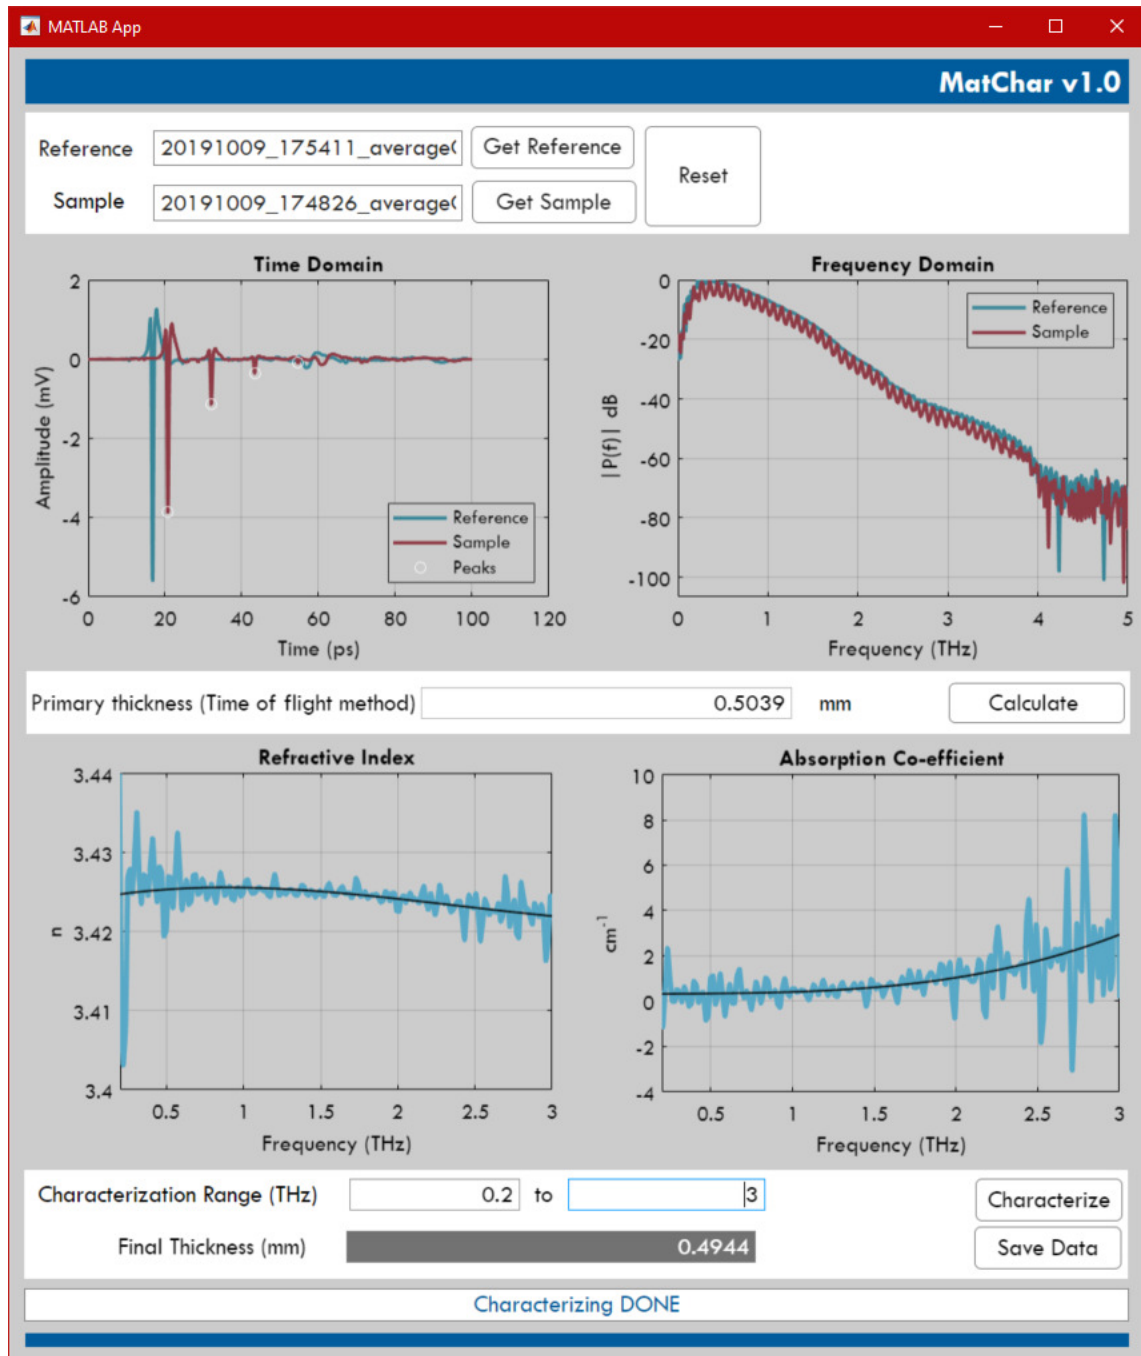 MATLAB App
MatChar v1.0
Reference 20191009_175411_average( Get Reference
Reset
Sample 20191009_174826_average( Get Sample
Time Domain
2
0
-2
-4
-6
Amplitude (mV)
Reference
Sample
Peaks
0 20 40 60 80 100 120
Time (ps)
Frequency Domain
0
-20
-40
-60
-80
-100
|P(f)| dB
Reference
Sample
0 1 2 3 4 5
Frequency (THz)
Primary thickness (Time of flight method) 0.5039 mm Calculate
Refractive Index
3.44
3.43
3.42
3.41
3.4
n
0.5 1 1.5 2 2.5 3
Frequency (THz)
Absorption Co-efficient
10
8
6
4
2
0
-2
-4
cm⁻¹
0.5 1 1.5 2 2.5 3
Frequency (THz)
Characterization Range (THz) 0.2 to 3 Characterize
Final Thickness (mm) 0.4944 Save Data
Characterizing DONE